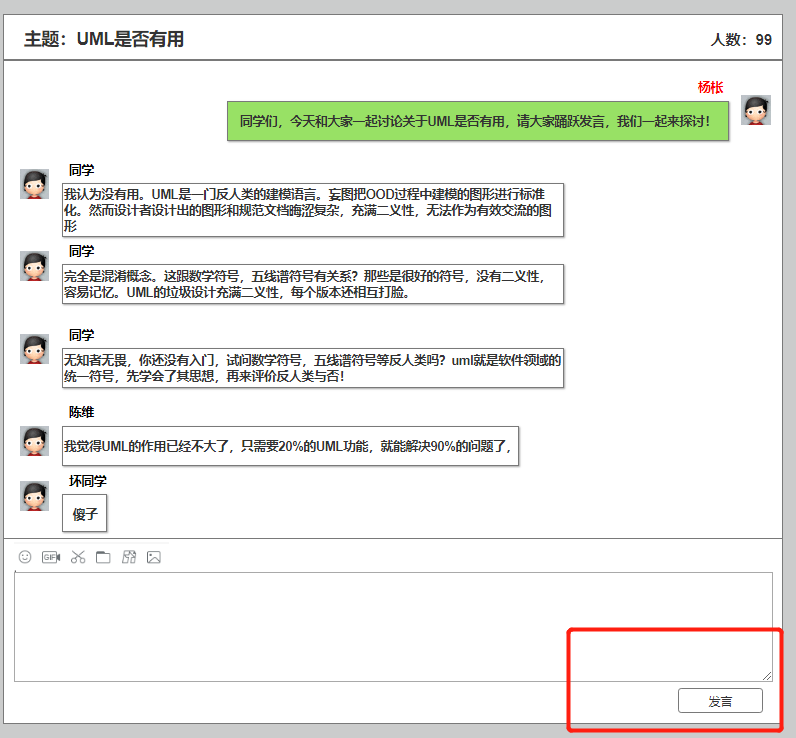 主题：UML是否有用
人数：99
杨枨
同学们，今天和大家一起讨论关于UML是否有用，请大家踊跃发言，我们一起来探讨！
同学
我认为没有用。UML是一门反人类的建模语言。妄图把OOD过程中建模的图形进行标准
化。然而设计者设计出的图形和规范文档晦涩复杂，充满二义性，无法作为有效交流的图
形
同学
完全是混淆概念。这跟数学符号，五线谱符号有关系？那些是很好的符号，没有二义性，
容易记忆。UML的垃圾设计充满二义性，每个版本还相互打脸。
同学
无知者无畏，你还没有入门，试问数学符号，五线谱符号等反人类吗？uml就是软件领域的
统一符号，先学会了其思想，再来评价反人类与否！
陈维
我觉得UML的作用已经不大了，只需要20%的UML功能，就能解决90%的问题了，
坏同学
傻子
GIF
发言